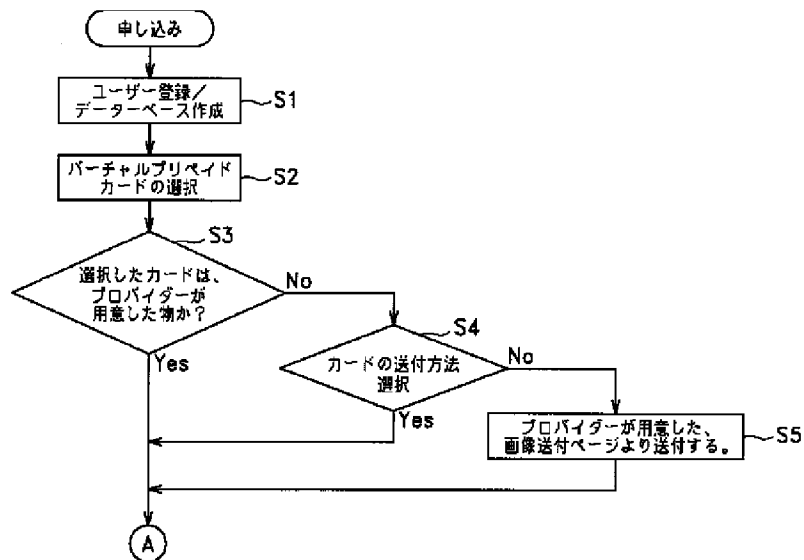 申し込み
ユーザー登録／
データーベース作成
S1
バーチャルプリペイド
カードの選択
S2
S3
選択したカードは、
プロバイダーが
用意した物か？
No
Yes
S4
カードの送付方法
選択
No
Yes
プロバイダーが用意した、
画像送付ページより送付する。
S5
A